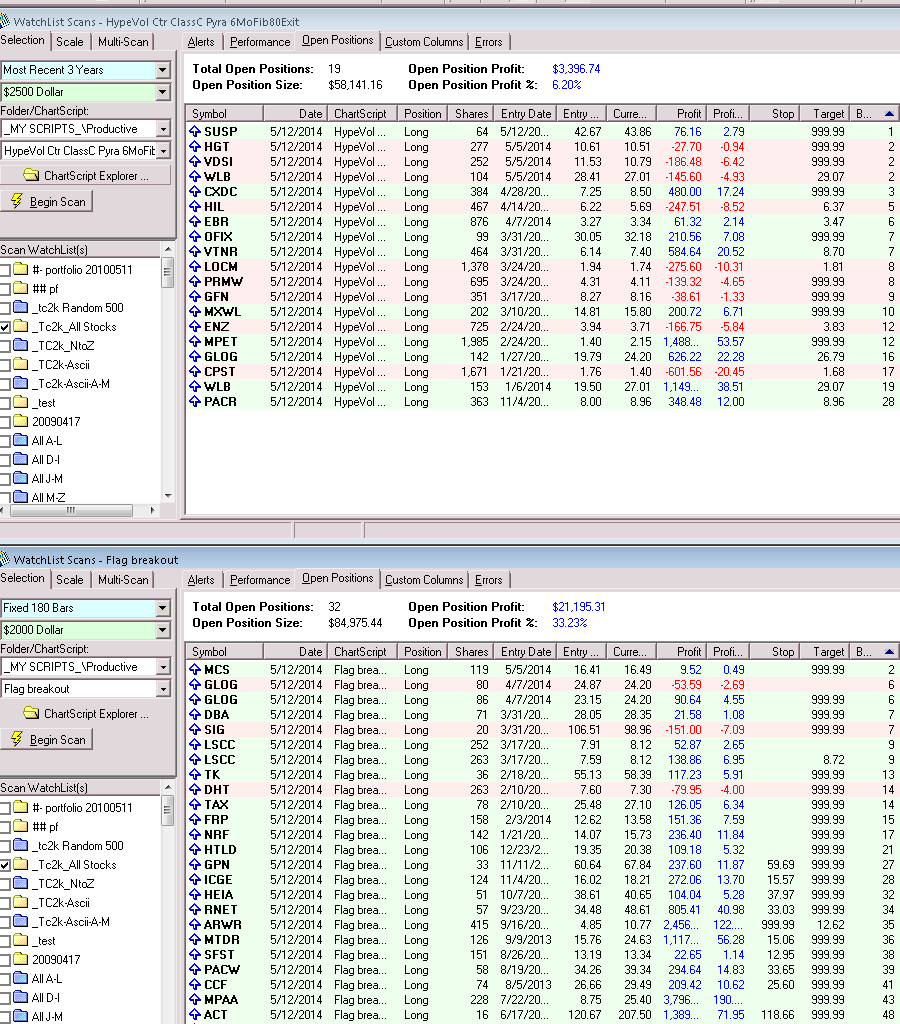 WatchList Scans - HypeVol Ctr ClassC Pyra 6MoFib80Exit
Selection Scale Multi-Scan Alerts Performance Open Positions Custom Columns Errors
Most Recent 3 Years
$2500 Dollar
Folder/ChartScript:
_MY SCRIPTS_\Productive
HypeVol Ctr ClassC Pyra 6MoFit
ChartScript Explorer ...
Begin Scan
Scan WatchList(s)
#- portfolio 20100511
## pf
_tc2k Random 500
_Tc2k_All Stocks
_TC2k_NtoZ
_TC2k-Ascii
_Tc2k-Ascii-A-M
_test
20090417
All A-L
All D-I
All J-M
All M-Z
Total Open Positions: 19 Open Position Profit: $3,396.74
Open Position Size: $58,141.16 Open Position Profit %: 6.20%
Symbol Date ChartScript Position Shares Entry Date Entry ... Curre... Profit Profi... Stop Target B...
SUSP 5/12/2014 HypeVol ... Long 64 5/12/20... 42.67 43.86 76.16 2.79 999.99 1
HGT 5/12/2014 HypeVol ... Long 277 5/5/2014 10.61 10.51 -27.70 -0.94 999.99 2
VDSI 5/12/2014 HypeVol ... Long 252 5/5/2014 11.53 10.79 -186.48 -6.42 999.99 2
WLB 5/12/2014 HypeVol ... Long 104 5/5/2014 28.41 27.01 -145.60 -4.93 29.07 2
CXDC 5/12/2014 HypeVol ... Long 384 4/28/20... 7.25 8.50 480.00 17.24 999.99 3
HIL 5/12/2014 HypeVol ... Long 467 4/14/20... 6.22 5.69 -247.51 -8.52 6.37 5
EBR 5/12/2014 HypeVol ... Long 876 4/7/2014 3.27 3.34 61.32 2.14 3.47 6
OFIX 5/12/2014 HypeVol ... Long 99 3/31/20... 30.05 32.18 210.56 7.08 999.99 7
VTNR 5/12/2014 HypeVol ... Long 464 3/31/20... 6.14 7.40 584.64 20.52 8.70 7
LOCM 5/12/2014 HypeVol ... Long 1,378 3/24/20... 1.94 1.74 -275.60 -10.31 1.81 8
PRMW 5/12/2014 HypeVol ... Long 695 3/24/20... 4.31 4.11 -139.32 -4.65 999.99 8
GFN 5/12/2014 HypeVol ... Long 351 3/17/20... 8.27 8.16 -38.61 -1.33 999.99 9
MXWL 5/12/2014 HypeVol ... Long 202 3/10/20... 14.81 15.80 200.72 6.71 999.99 10
ENZ 5/12/2014 HypeVol ... Long 725 2/24/20... 3.94 3.71 -166.75 -5.84 3.83 12
MPET 5/12/2014 HypeVol ... Long 1,985 2/24/20... 1.40 2.15 1,488... 53.57 999.99 12
GLOG 5/12/2014 HypeVol ... Long 142 1/27/20... 19.79 24.20 626.22 22.28 26.79 16
CPST 5/12/2014 HypeVol ... Long 1,671 1/21/20... 1.76 1.40 -601.56 -20.45 1.68 17
WLB 5/12/2014 HypeVol ... Long 153 1/6/2014 19.50 27.01 1,149... 38.51 29.07 19
PACR 5/12/2014 HypeVol ... Long 363 11/4/20... 8.00 8.96 348.48 12.00 8.96 28
WatchList Scans - Flag breakout
Selection Scale Multi-Scan Alerts Performance Open Positions Custom Columns Errors
Fixed 180 Bars
$2000 Dollar
Folder/ChartScript:
_MY SCRIPTS_\Productive
Flag breakout
ChartScript Explorer ...
Begin Scan
Scan WatchList(s)
#- portfolio 20100511
## pf
_tc2k Random 500
_Tc2k_All Stocks
_TC2k_NtoZ
_TC2k-Ascii
_Tc2k-Ascii-A-M
_test
20090417
All A-L
All D-I
All J-M
Total Open Positions: 32 Open Position Profit: $21,195.31
Open Position Size: $84,975.44 Open Position Profit %: 33.23%
Symbol Date ChartScript Position Shares Entry Date Entry ... Curre... Profit Profi... Stop Target B...
MCS 5/12/2014 Flag brea... Long 119 5/5/2014 16.41 16.49 9.52 0.49 999.99 2
GLOG 5/12/2014 Flag brea... Long 80 4/7/2014 24.87 24.20 -53.59 -2.69 6
GLOG 5/12/2014 Flag brea... Long 86 4/7/2014 23.15 24.20 90.64 4.55 999.99 6
DBA 5/12/2014 Flag brea... Long 71 3/31/20... 28.05 28.35 21.58 1.08 999.99 7
SIG 5/12/2014 Flag brea... Long 20 3/31/20... 106.51 98.96 -151.00 -7.09 999.99 7
LSCC 5/12/2014 Flag brea... Long 252 3/17/20... 7.91 8.12 52.87 2.65 9
LSCC 5/12/2014 Flag brea... Long 263 3/17/20... 7.59 8.12 138.86 6.95 8.72 9
TK 5/12/2014 Flag brea... Long 36 2/18/20... 55.13 58.39 117.23 5.91 999.99 13
DHT 5/12/2014 Flag brea... Long 263 2/10/20... 7.60 7.30 -79.95 -4.00 999.99 14
TAX 5/12/2014 Flag brea... Long 78 2/10/20... 25.48 27.10 126.05 6.34 999.99 14
FRP 5/12/2014 Flag brea... Long 158 2/3/2014 12.62 13.58 151.36 7.59 999.99 15
NRF 5/12/2014 Flag brea... Long 142 1/21/20... 14.07 15.73 236.40 11.84 999.99 17
HTLD 5/12/2014 Flag brea... Long 106 12/23/2... 19.35 20.38 109.18 5.32 999.99 21
GPN 5/12/2014 Flag brea... Long 33 11/11/2... 60.64 67.84 237.60 11.87 59.69 999.99 27
ICGE 5/12/2014 Flag brea... Long 124 11/4/20... 16.02 18.21 272.06 13.70 15.57 999.99 28
HEIA 5/12/2014 Flag brea... Long 51 10/7/20... 38.61 40.65 104.04 5.28 37.97 999.99 32
RNET 5/12/2014 Flag brea... Long 57 9/23/20... 34.48 48.61 805.41 40.98 33.03 999.99 34
ARWR 5/12/2014 Flag brea... Long 415 9/16/20... 4.85 10.77 2,456... 122.... 999.99 12.62 35
MTDR 5/12/2014 Flag brea... Long 126 9/9/2013 15.76 24.63 1,117... 56.28 15.06 999.99 36
SFST 5/12/2014 Flag brea... Long 151 8/26/20... 13.19 13.34 22.65 1.14 12.95 999.99 38
PACW 5/12/2014 Flag brea... Long 58 8/19/20... 34.26 39.34 294.64 14.83 33.65 999.99 39
CCF 5/12/2014 Flag brea... Long 74 8/5/2013 26.66 29.49 209.42 10.62 25.60 999.99 41
MPAA 5/12/2014 Flag brea... Long 228 7/22/20... 8.75 25.40 3,796... 190.... 999.99 43
ACT 5/12/2014 Flag brea... Long 16 6/17/20... 120.67 207.50 1,389... 71.95 118.66 999.99 48